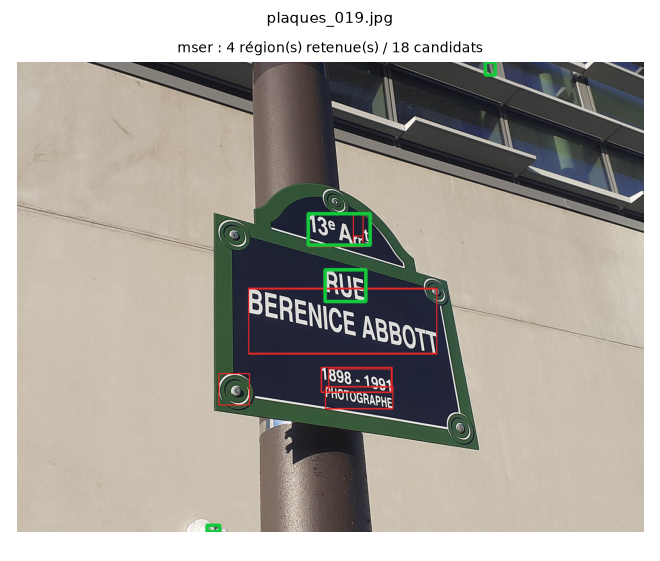 plaques_019.jpg
mser : 4 région(s) retenue(s) / 18 candidats
13e Arrt
RUE
BERENICE ABBOTT
1898 - 1991
PHOTOGRAPHE